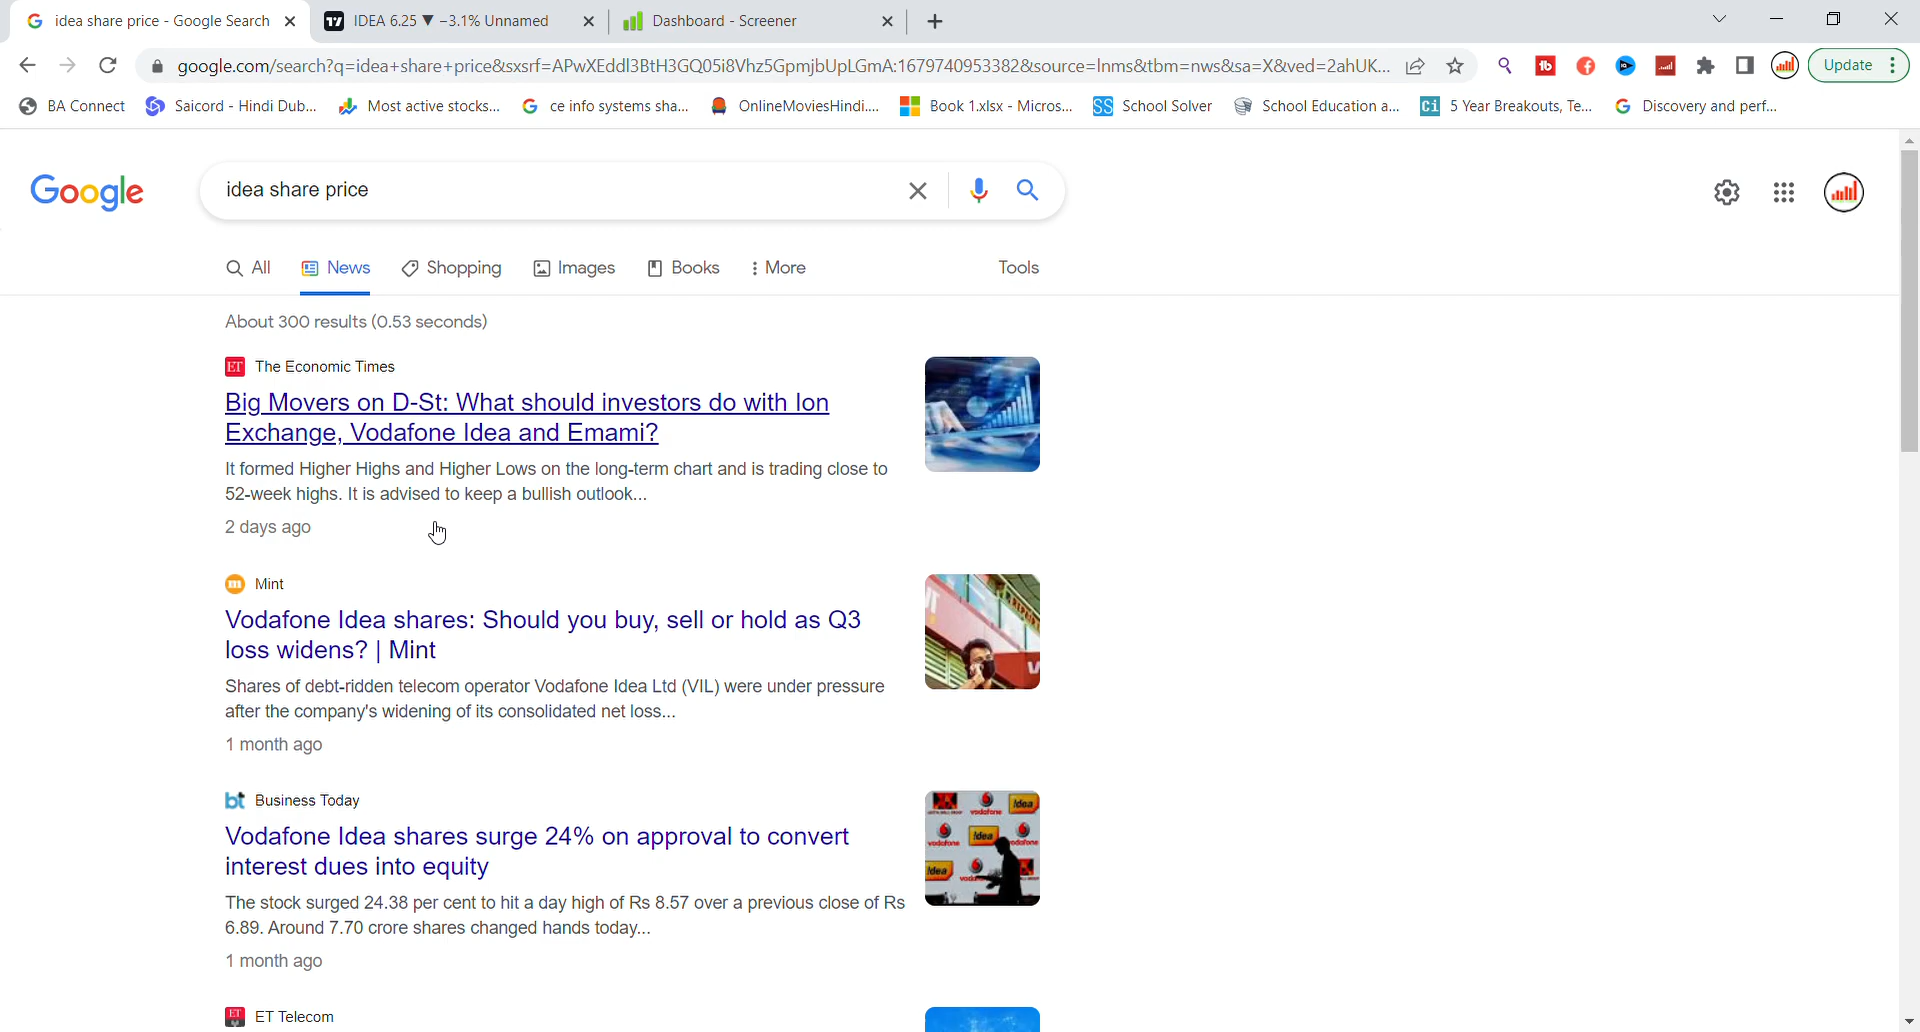 idea share price - Google Search
IDEA 6.25 ▼ −3.1% Unnamed
Dashboard - Screener
google.com/search?q=idea+share+price&sxsrf=APwXEddl3BtH3GQ05i8Vhz5GpmjbUpLGmA:1679740953382&source=lnms&tbm=nws&sa=X&ved=2ahUK...
Update
BA Connect
Saicord - Hindi Dub...
Most active stocks...
ce info systems sha...
OnlineMoviesHindi....
Book 1.xlsx - Micros...
School Solver
School Education a...
5 Year Breakouts, Te...
Discovery and perf...
Google
idea share price
All
News
Shopping
Images
Books
More
Tools
About 300 results (0.53 seconds)
The Economic Times
Big Movers on D-St: What should investors do with Ion
Exchange, Vodafone Idea and Emami?
It formed Higher Highs and Higher Lows on the long-term chart and is trading close to
52-week highs. It is advised to keep a bullish outlook...
2 days ago
Mint
Vodafone Idea shares: Should you buy, sell or hold as Q3
loss widens? | Mint
Shares of debt-ridden telecom operator Vodafone Idea Ltd (VIL) were under pressure
after the company's widening of its consolidated net loss...
1 month ago
Business Today
Vodafone Idea shares surge 24% on approval to convert
interest dues into equity
The stock surged 24.38 per cent to hit a day high of Rs 8.57 over a previous close of Rs
6.89. Around 7.70 crore shares changed hands today...
1 month ago
ET Telecom